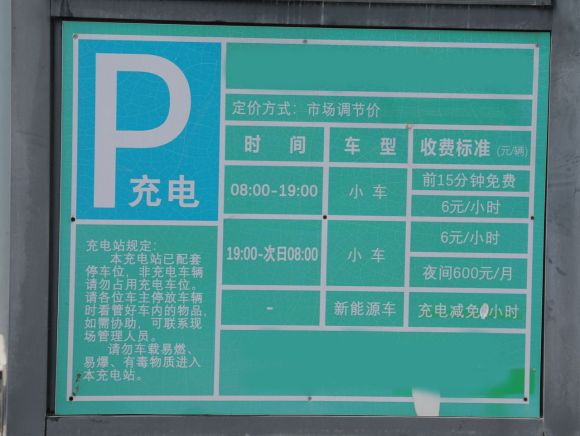 P
充电
充电站规定：
本充电站已配套
停车位，非充电车辆
请勿占用充电车位。
请各位车主停放车辆
时看管好车内的物品，
如需协助，可联系现
场管理人员。
请勿车载易燃、
易爆、有毒物质进入
本充电站。
定价方式：市场调节价
时 间 车 型 收费标准 (元/辆)
08:00-19:00 小 车 前15分钟免费
6元/小时
19:00-次日08:00 小 车 6元/小时
夜间600元/月
- 新能源车 充电减免 小时